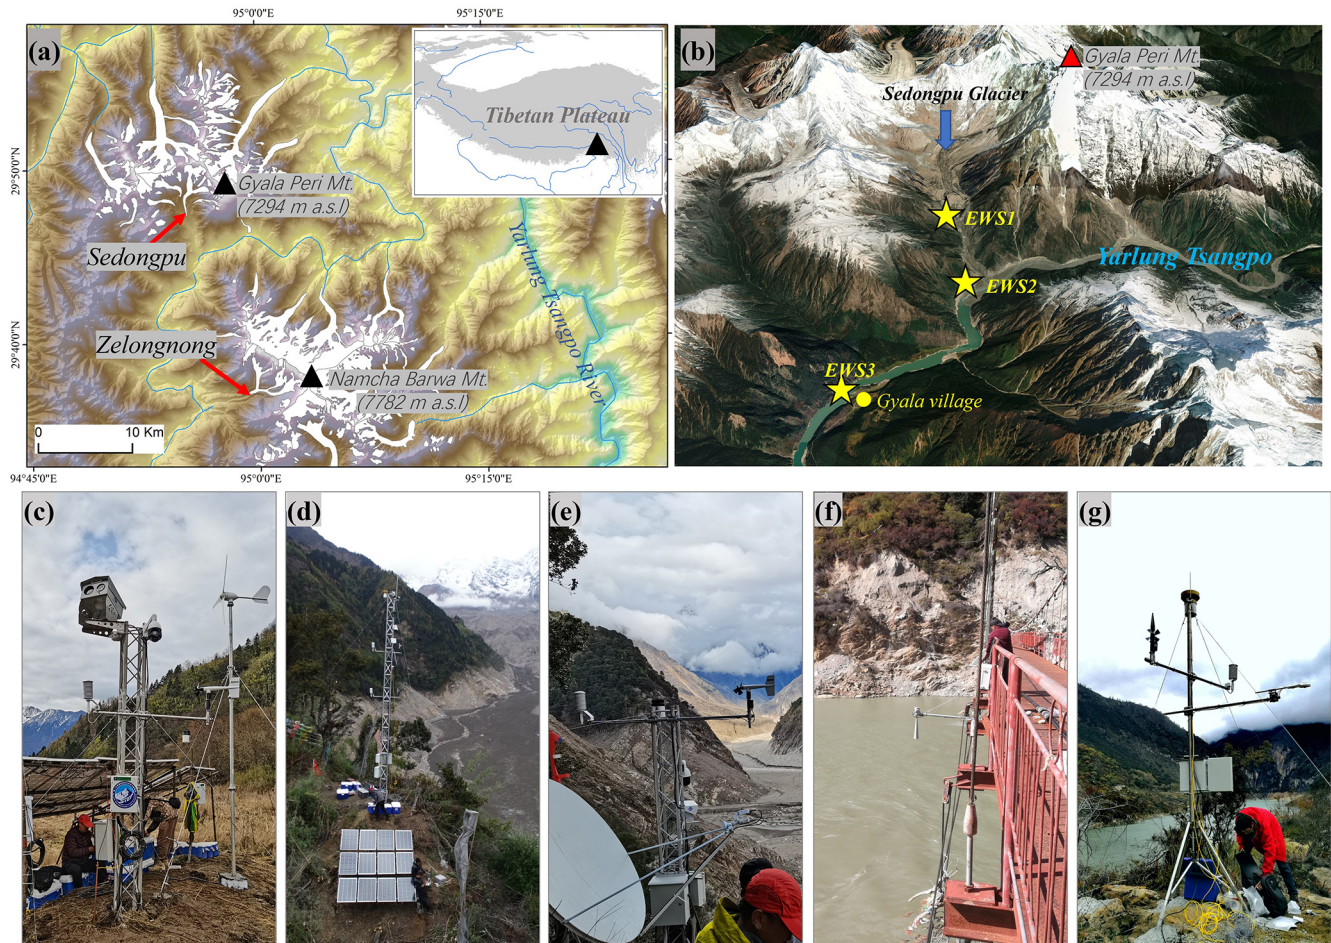 95°0'0"E
95°15'0"E
(a)
29°50'0"N
29°40'0"N
Tibetan Plateau
Gyala Peri Mt.
(7294 m a.s.l)
Sedongpu
Zelongnong
Namcha Barwa Mt.
(7782 m a.s.l)
Yarlung Tsangpo River
0
10 Km
94°45'0"E
95°0'0"E
95°15'0"E
(b)
Gyala Peri Mt.
(7294 m a.s.l)
Sedongpu Glacier
EWS1
Yarlung Tsangpo
EWS2
EWS3
Gyala village
(c)
(d)
(e)
(f)
(g)